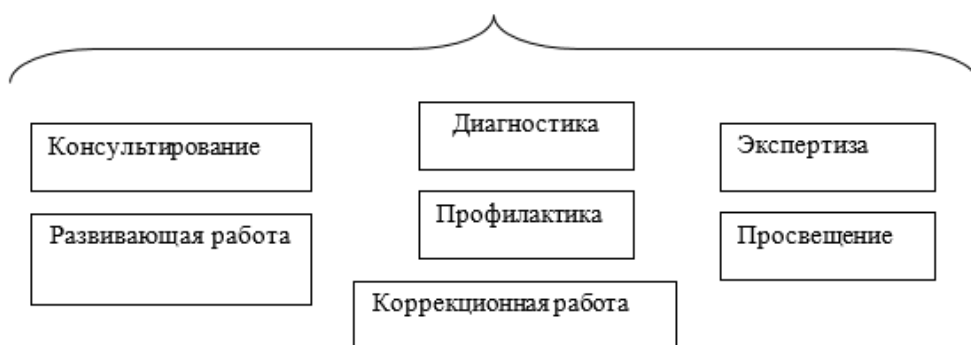 Консультирование
Диагностика
Экспертиза
Развивающая работа
Профилактика
Просвещение
Коррекционная работа